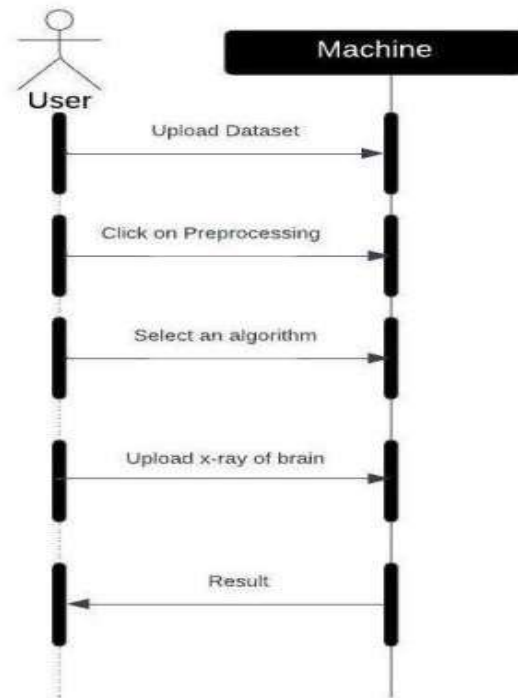 Machine
User
Upload Dataset
Click on Preprocessing
Select an algorithm
Upload x-ray of brain
Result